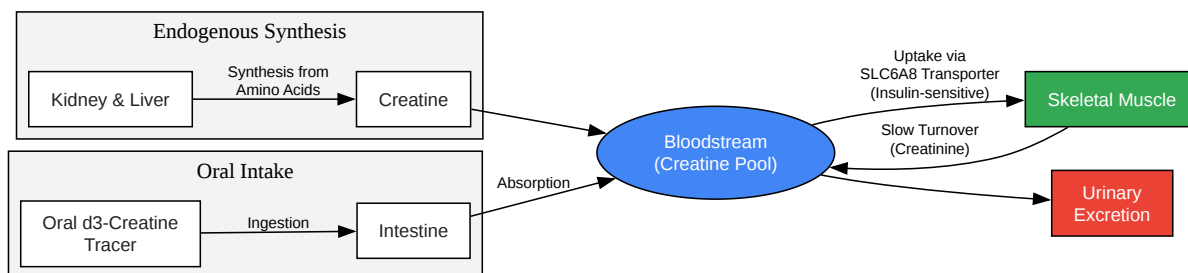 Endogenous Synthesis
Kidney & Liver
Synthesis from
Amino Acids
Creatine
Oral Intake
Oral d3-Creatine
Tracer
Ingestion
Intestine
Absorption
Bloodstream
(Creatine Pool)
Uptake via
SLC6A8 Transporter
(Insulin-sensitive)
Skeletal Muscle
Slow Turnover
(Creatinine)
Urinary
Excretion